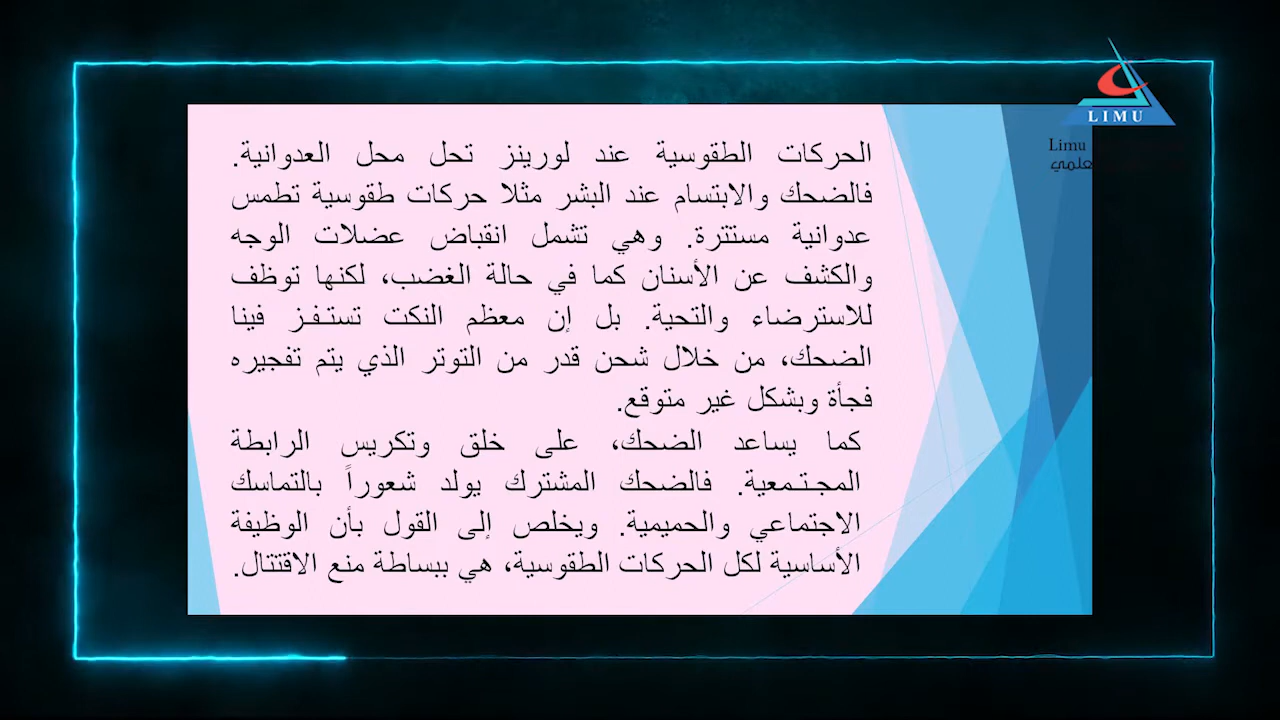 LIMU
Limu
علمي
الحركات الطقوسية عند لورينز تحل محل العدوانية.
فالضحك والابتسام عند البشر مثلا حركات طقوسية تطمس
عدوانية مستترة. وهي تشمل انقباض عضلات الوجه
والكشف عن الأسنان كما في حالة الغضب، لكنها توظف
للاسترضاء والتحية. بل إن معظم النكت تستـفـز فينا
الضحك، من خلال شحن قدر من التوتر الذي يتم تفجيره
فجأة وبشكل غير متوقع.
كما يساعد الضحك، على خلق وتكريس الرابطة
المجـتـمعية. فالضحك المشترك يولد شعوراً بالتماسك
الاجتماعي والحميمية. ويخلص إلى القول بأن الوظيفة
الأساسية لكل الحركات الطقوسية، هي ببساطة منع الاقتتال.